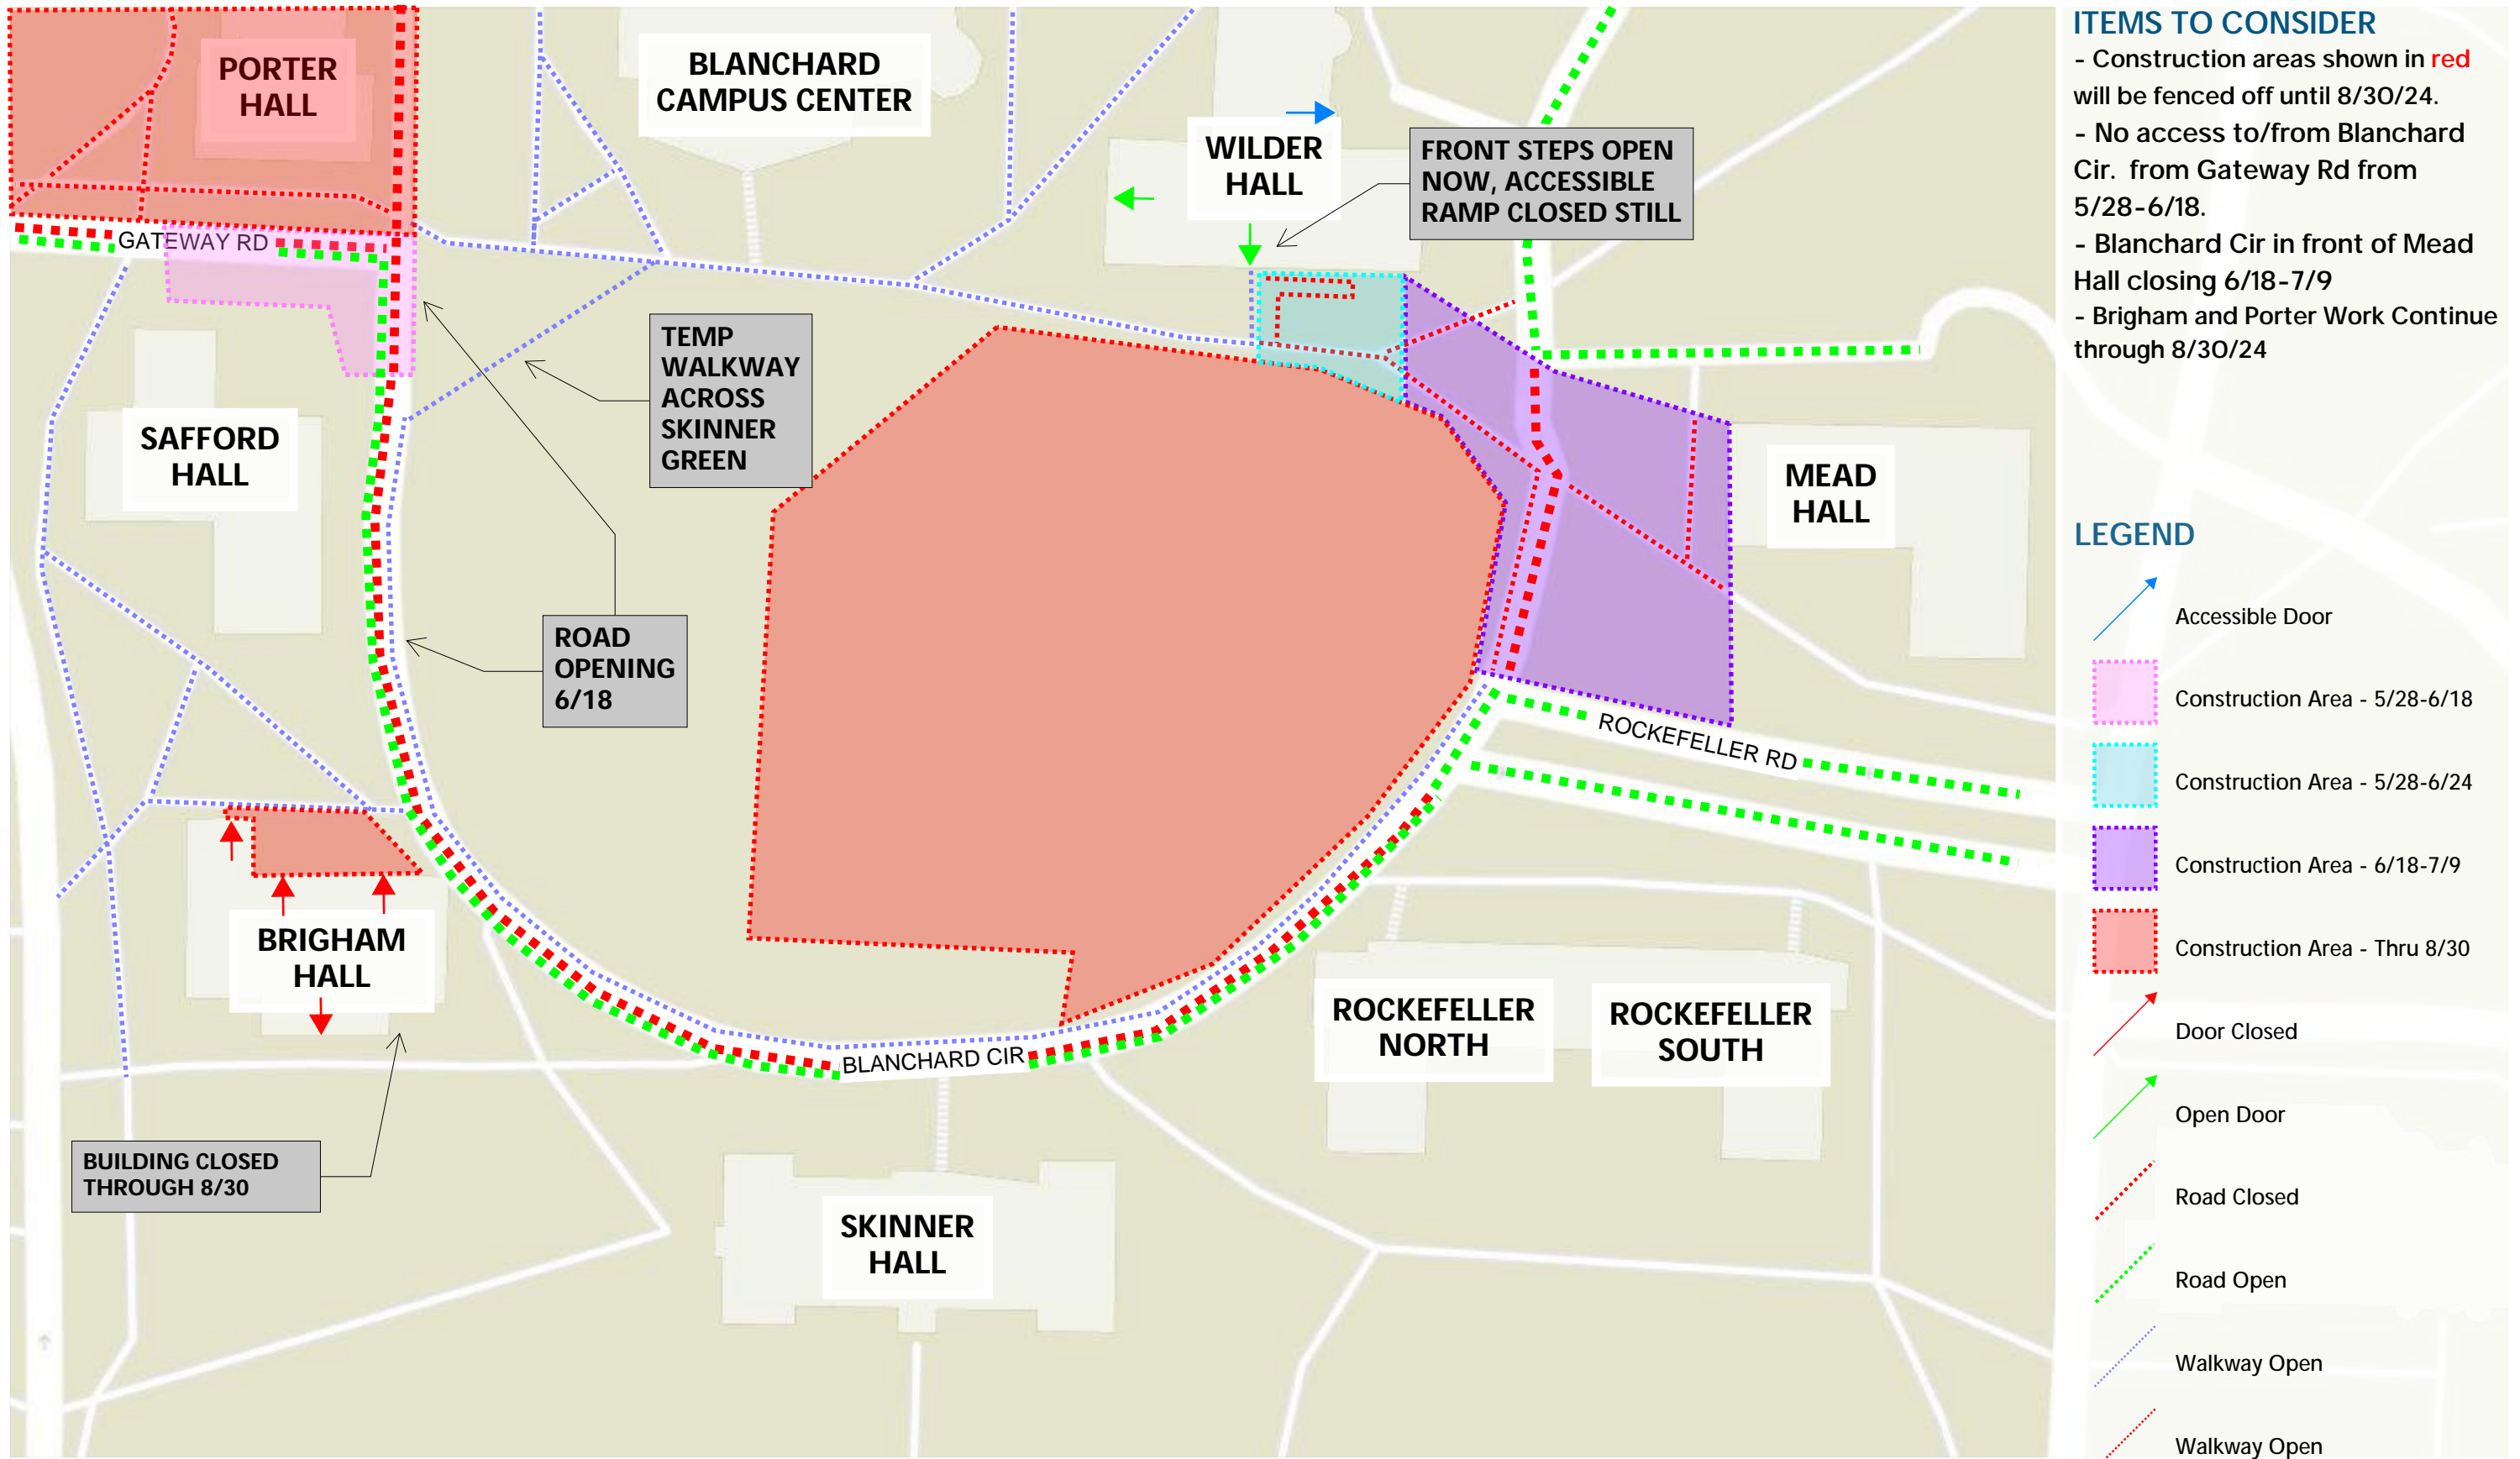 PORTER
HALL
BLANCHARD
CAMPUS CENTER
WILDER
HALL
FRONT STEPS OPEN
NOW, ACCESSIBLE
RAMP CLOSED STILL
GATEWAY RD
TEMP
WALKWAY
ACROSS
SKINNER
GREEN
SAFFORD
HALL
MEAD
HALL
ROAD
OPENING
6/18
ROCKEFELLER RD
BRIGHAM
HALL
BLANCHARD CIR
ROCKEFELLER
NORTH
ROCKEFELLER
SOUTH
BUILDING CLOSED
THROUGH 8/30
SKINNER
HALL
ITEMS TO CONSIDER
- Construction areas shown in red
will be fenced off until 8/30/24.
- No access to/from Blanchard
Cir. from Gateway Rd from
5/28-6/18.
- Blanchard Cir in front of Mead
Hall closing 6/18-7/9
- Brigham and Porter Work Continue
through 8/30/24
LEGEND
Accessible Door
Construction Area - 5/28-6/18
Construction Area - 5/28-6/24
Construction Area - 6/18-7/9
Construction Area - Thru 8/30
Door Closed
Open Door
Road Closed
Road Open
Walkway Open
Walkway Open